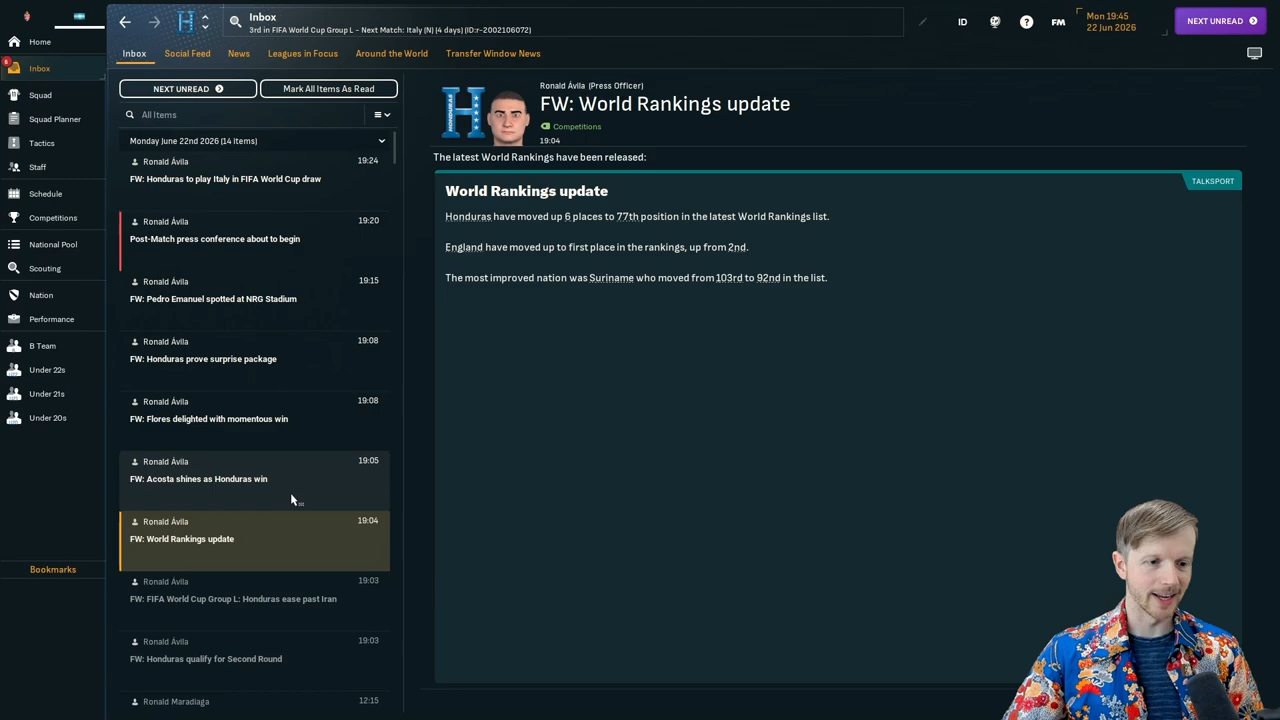 Inbox
3rd in FIFA World Cup Group L - Next Match: Italy (N) (4 days) (ID:r-2002106072)
ID
?
FM
Mon 19:45
22 Jun 2026
NEXT UNREAD
Home
6
Inbox
Squad
Squad Planner
Tactics
Staff
Schedule
Competitions
National Pool
Scouting
Nation
Performance
B Team
Under 22s
Under 21s
Under 20s
Bookmarks
Inbox
Social Feed
News
Leagues in Focus
Around the World
Transfer Window News
NEXT UNREAD
Mark All Items As Read
All Items
Monday June 22nd 2026 (14 Items)
Ronald Ávila 19:24
FW: Honduras to play Italy in FIFA World Cup draw
Ronald Ávila 19:20
Post-Match press conference about to begin
Ronald Ávila 19:15
FW: Pedro Emanuel spotted at NRG Stadium
Ronald Ávila 19:08
FW: Honduras prove surprise package
Ronald Ávila 19:08
FW: Flores delighted with momentous win
Ronald Ávila 19:05
FW: Acosta shines as Honduras win
Ronald Ávila 19:04
FW: World Rankings update
Ronald Ávila 19:03
FW: FIFA World Cup Group L: Honduras ease past Iran
Ronald Ávila 19:03
FW: Honduras qualify for Second Round
Ronald Maradiaga 12:15
HONDURAS
Ronald Ávila (Press Officer)
FW: World Rankings update
Competitions
19:04
The latest World Rankings have been released:
TALKSPORT
World Rankings update
Honduras have moved up 6 places to 77th position in the latest World Rankings list.
England have moved up to first place in the rankings, up from 2nd.
The most improved nation was Suriname who moved from 103rd to 92nd in the list.